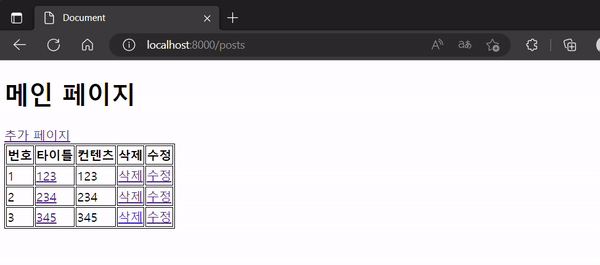 Document
localhost:8000/posts
메인 페이지
추가 페이지
번호 타이틀 컨텐츠 삭제 수정
1 123 123 삭제 수정
2 234 234 삭제 수정
3 345 345 삭제 수정